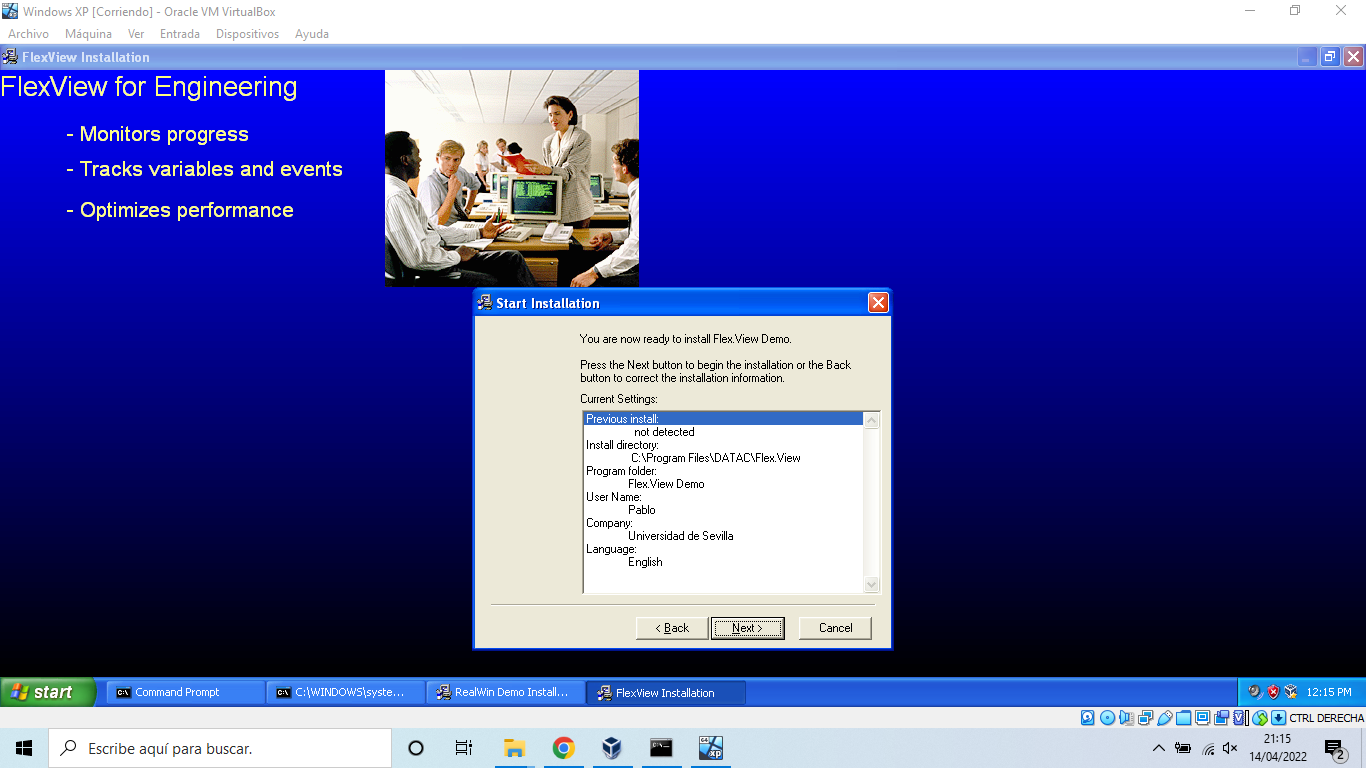 Windows XP [Corriendo] - Oracle VM VirtualBox
Archivo Máquina Ver Entrada Dispositivos Ayuda
FlexView Installation
FlexView for Engineering
- Monitors progress
- Tracks variables and events
- Optimizes performance
Start Installation
You are now ready to install Flex.View Demo.
Press the Next button to begin the installation or the Back
button to correct the installation information.
Current Settings:
Previous install:
not detected
Install directory:
C:\Program Files\DATAC\Flex.View
Program folder:
Flex.View Demo
User Name:
Pablo
Company:
Universidad de Sevilla
Language:
English
< Back Next > Cancel
start Command Prompt C:\WINDOWS\syste... RealWin Demo Install... FlexView Installation 12:15 PM
CTRL DERECHA
Escribe aquí para buscar.
21:15
14/04/2022
2